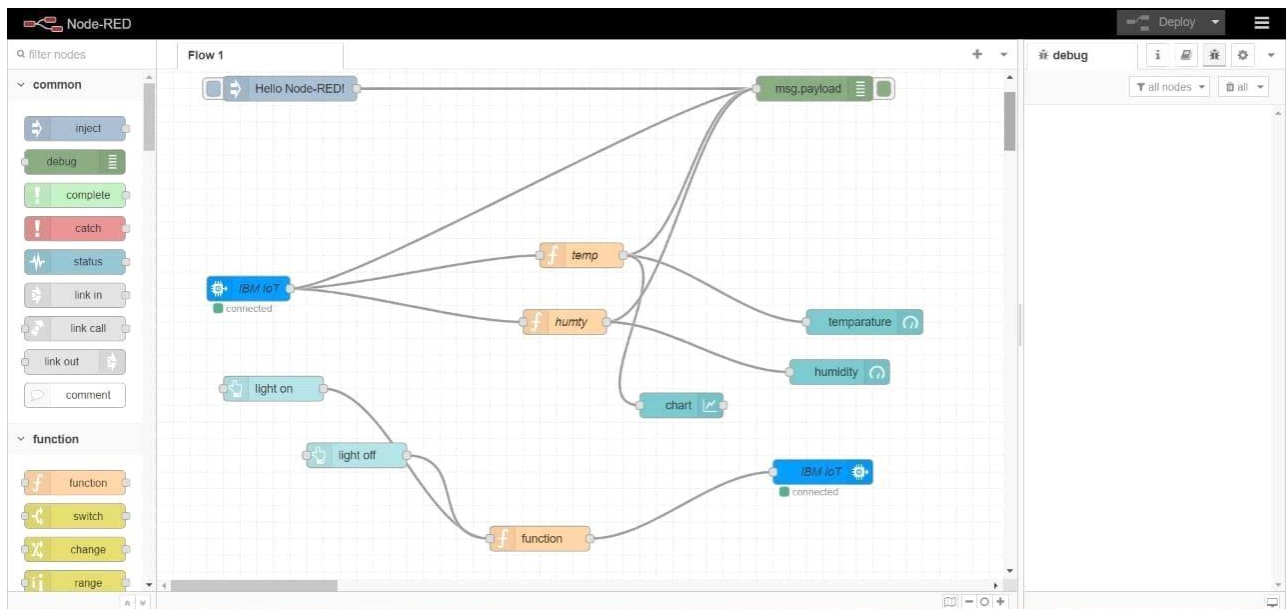 Node-RED
Deploy
filter nodes
common
inject
debug
complete
catch
status
link in
link call
link out
comment
function
function
switch
change
range
Flow 1
Hello Node-RED!
msg.payload
temp
IBM IoT
connected
humty
temparature
humidity
light on
chart
light off
IBM IoT
connected
function
debug
i
all nodes
all